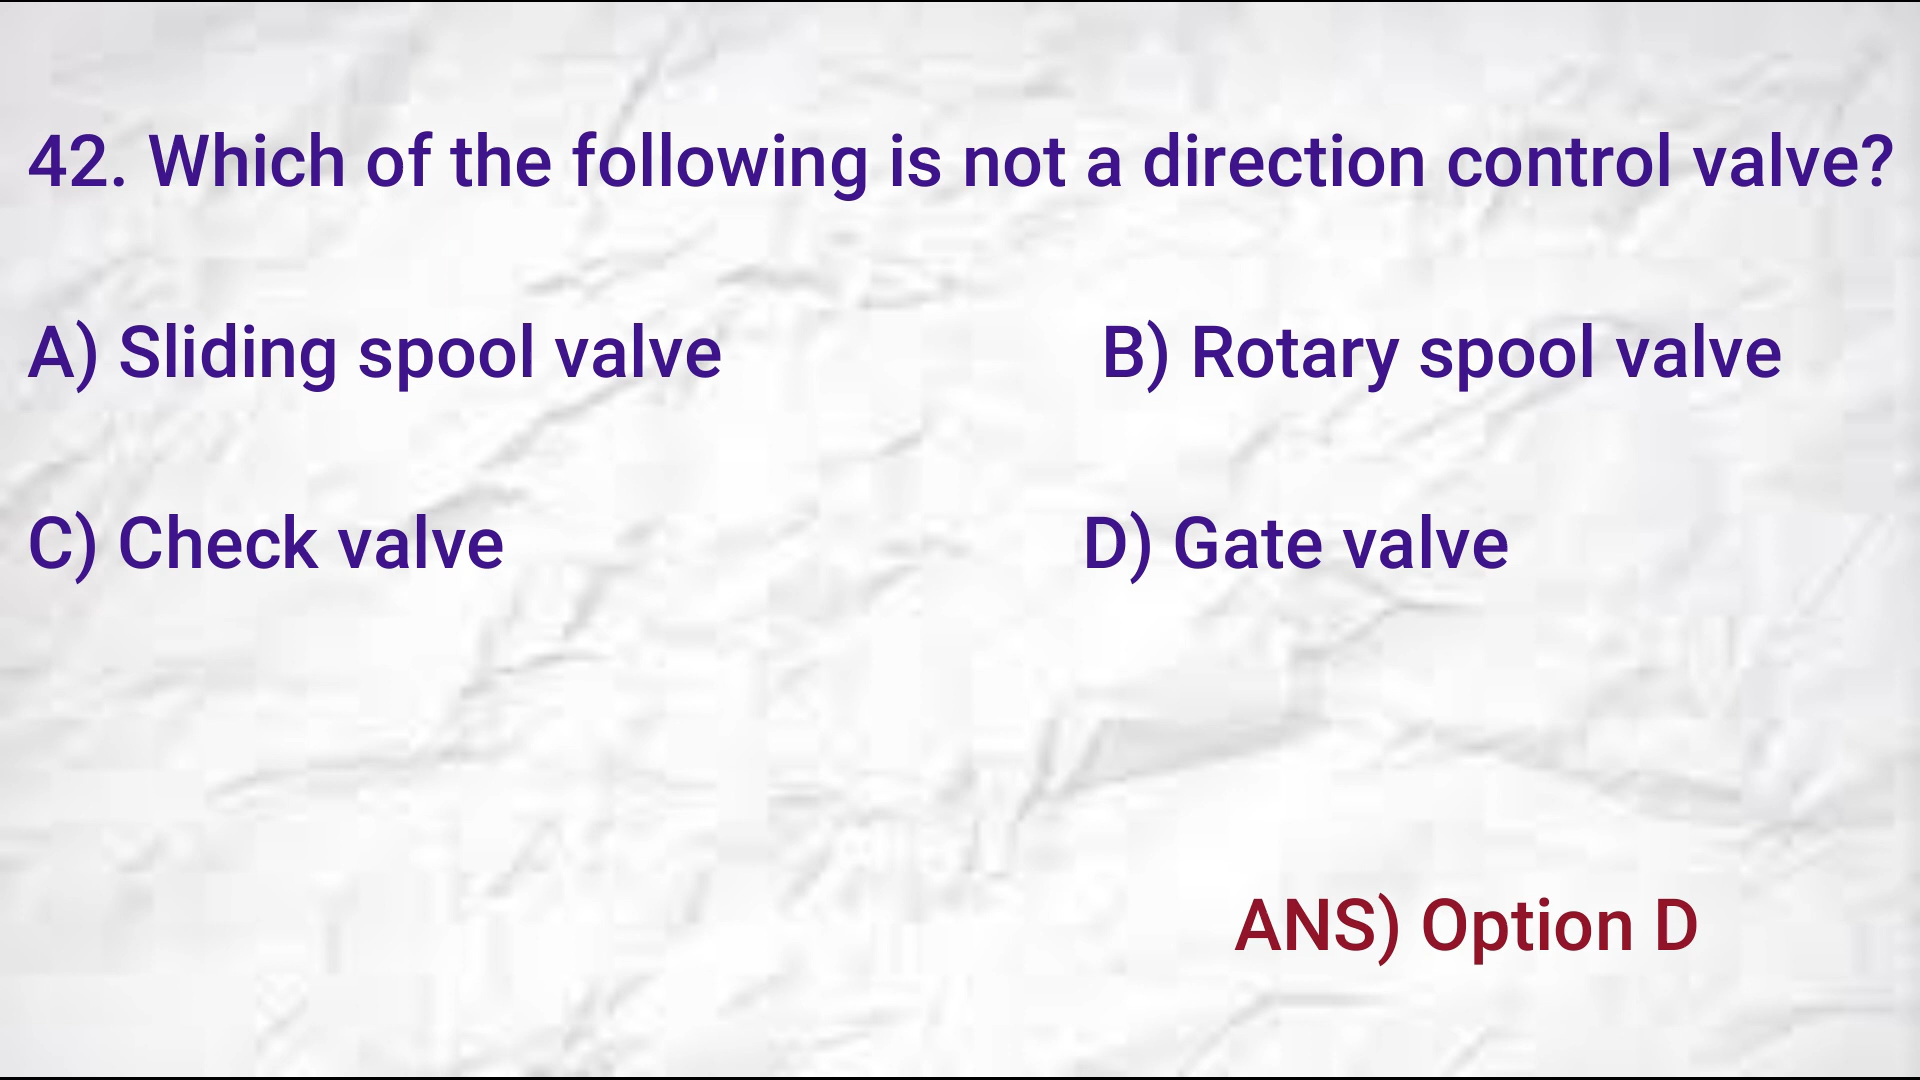 42. Which of the following is not a direction control valve?
A) Sliding spool valve B) Rotary spool valve
C) Check valve D) Gate valve
ANS) Option D